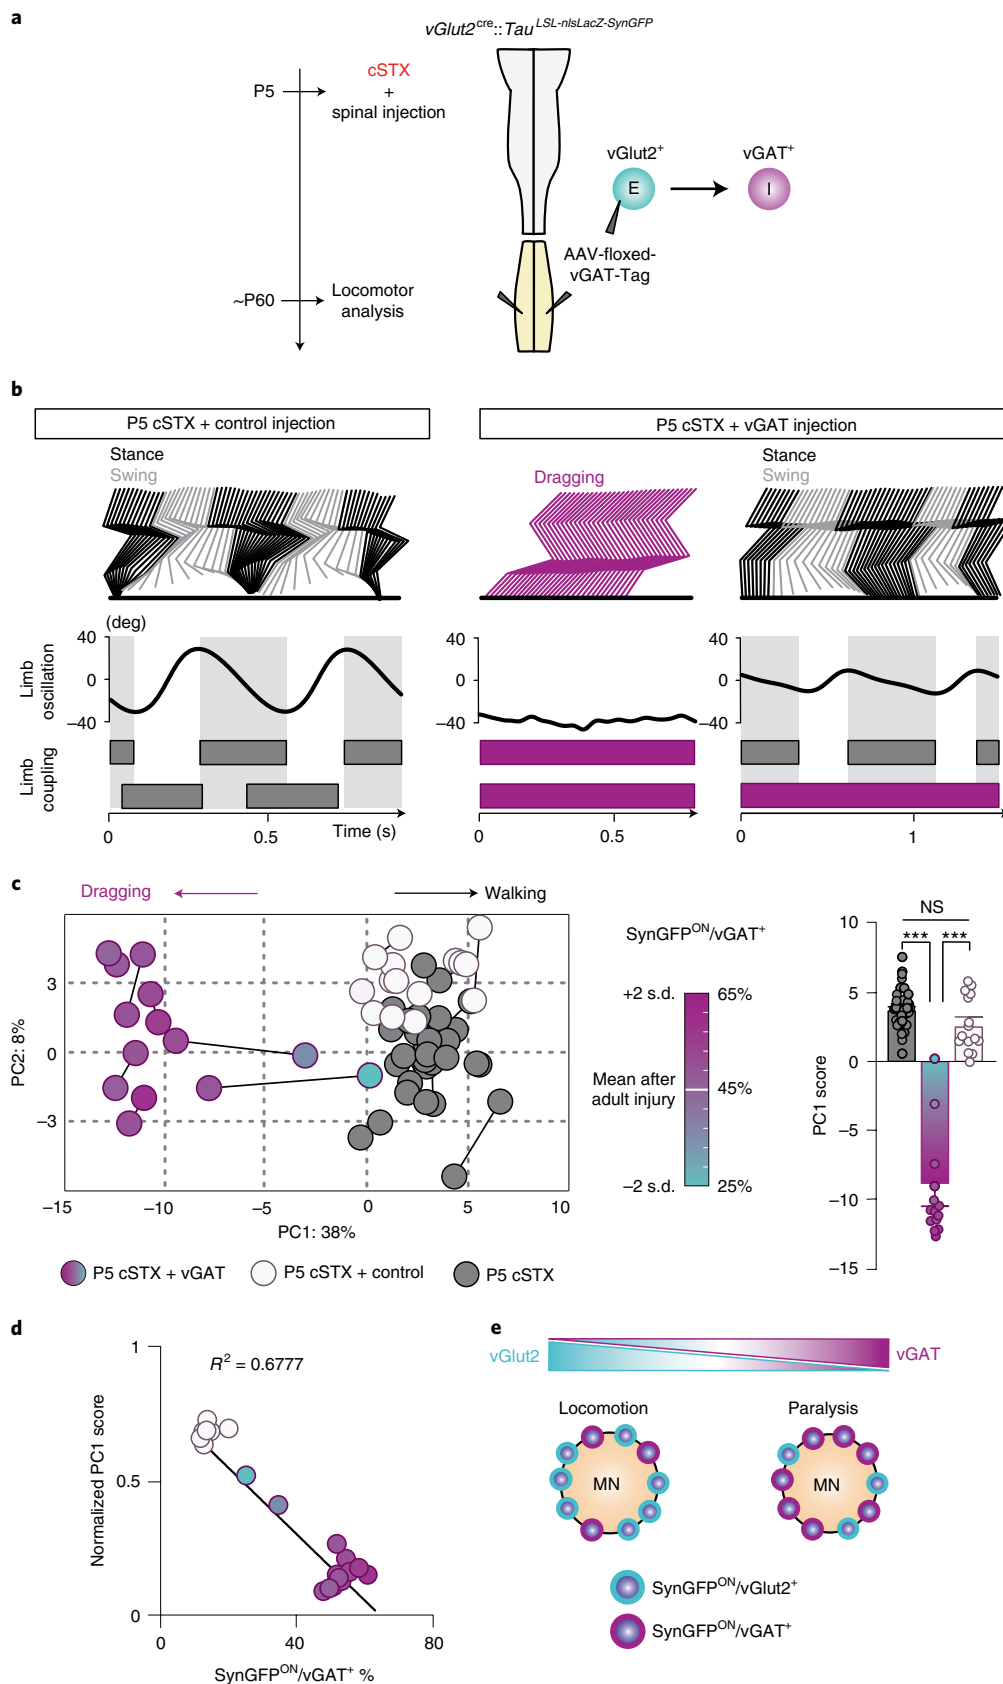 a
vGlut2cre::TauLSL-nlsLacZ-SynGFP
P5
cSTX
+
spinal injection
vGlut2+
vGAT+
E
I
AAV-floxed-
vGAT-Tag
~P60
Locomotor
analysis
b
P5 cSTX + control injection
P5 cSTX + vGAT injection
Stance
Swing
Dragging
Stance
Swing
(deg)
Limb
oscillation
40
0
−40
40
0
−40
40
0
−40
Limb
coupling
0
0.5
Time (s)
0
0.5
0
1
c
Dragging
Walking
PC2: 8%
3
0
−3
−15
−10
−5
0
5
10
PC1: 38%
SynGFPON/vGAT+
+2 s.d.
65%
Mean after
adult injury
45%
−2 s.d.
25%
NS
***
***
PC1 score
10
5
0
−5
−10
−15
P5 cSTX + vGAT
P5 cSTX + control
P5 cSTX
d
R2 = 0.6777
Normalized PC1 score
1
0.5
0
0
40
80
SynGFPON/vGAT+ %
e
vGlut2
vGAT
Locomotion
Paralysis
MN
MN
SynGFPON/vGlut2+
SynGFPON/vGAT+